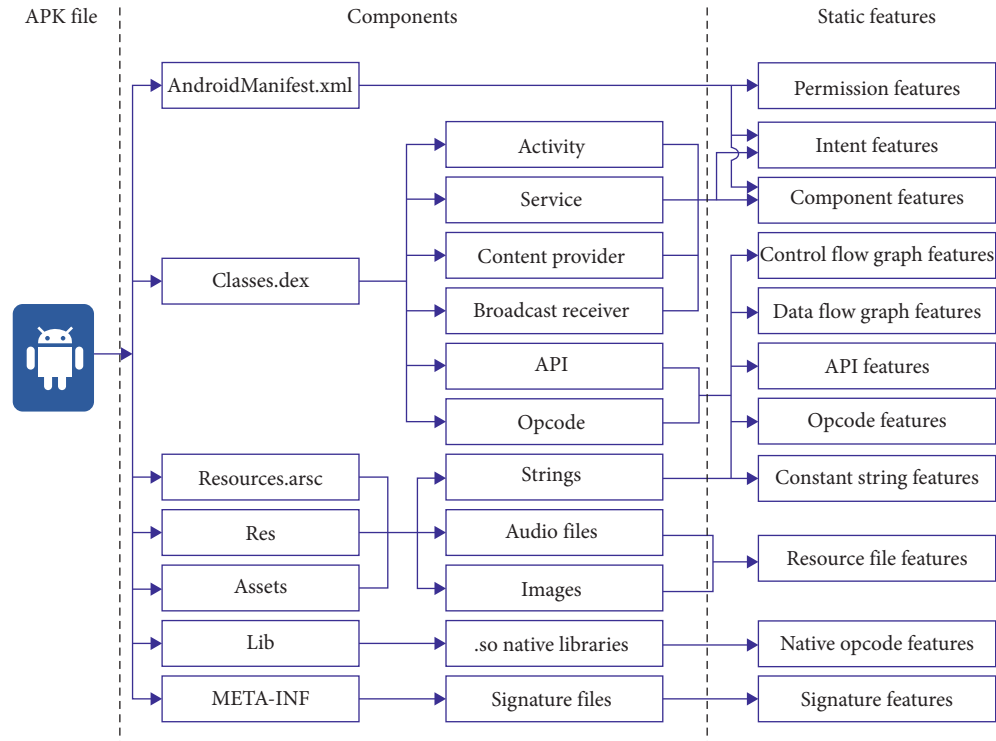 APK file
Components
Static features
AndroidManifest.xml
Permission features
Activity
Intent features
Service
Component features
Classes.dex
Content provider
Control flow graph features
Broadcast receiver
Data flow graph features
API
API features
Opcode
Opcode features
Resources.arsc
Strings
Constant string features
Res
Audio files
Resource file features
Assets
Images
Lib
.so native libraries
Native opcode features
META-INF
Signature files
Signature features